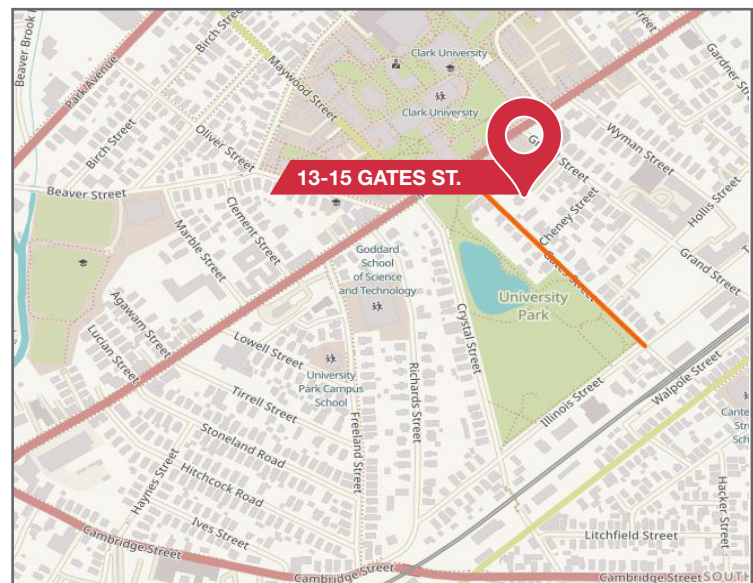 Beaver Brook
Birch Street
Park Avenue
Maywood Street
Clark University
Gardner
Clark University
Oliver Street
Birch Street
Wyman Street
13-15 GATES ST.
Beaver Street
Hollis Street
Cheney Street
Clement Street
Marble Street
Grand Street
Goddard
School
of Science
and Technology
Gates Street
University
Park
Agawam Street
Crystal Street
Lucian Street
Lowell Street
Walpole Street
University
Park Campus
School
Illinois Street
Richards Street
Tirrell Street
Freeland Street
Stoneland Road
Hitchcock Road
Haynes Street
Hacker Street
Ives Street
Litchfield Street
Cambridge Street
Cambridge Street
Cambridge Street
SOUTH